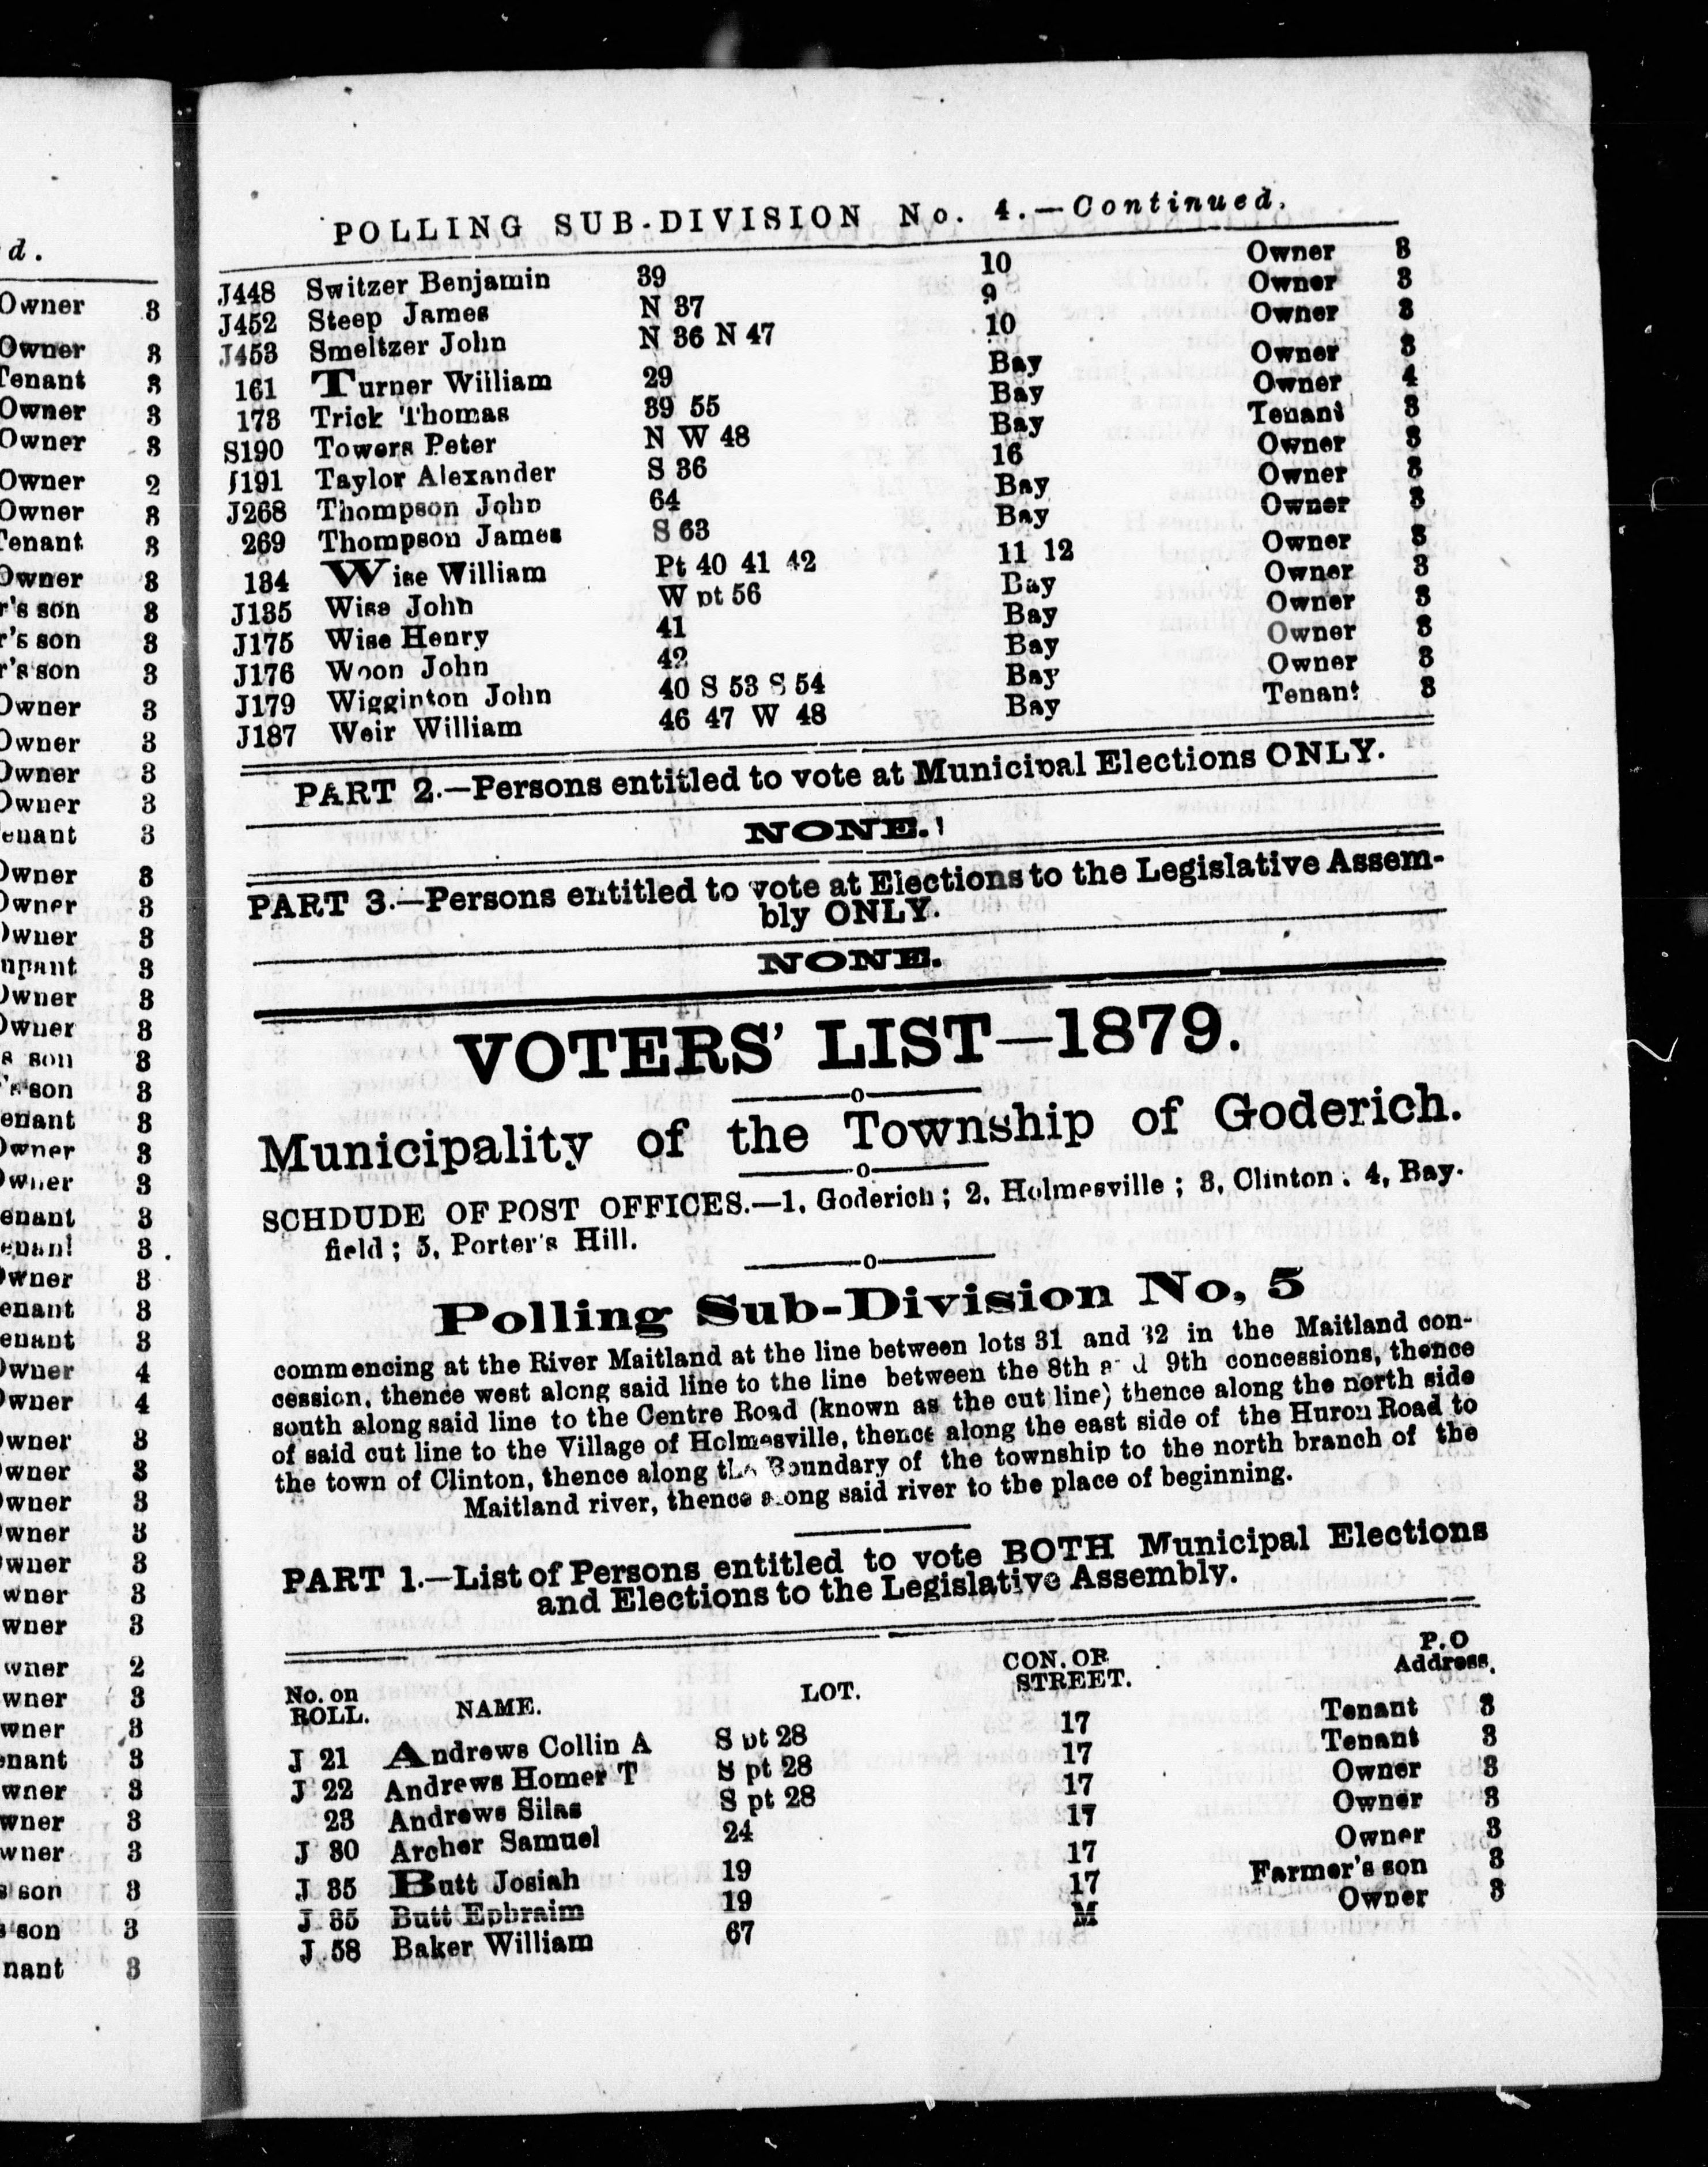 POLLING SUB-DIVISION No. 4.—Continued.
J448 Switzer Benjamin 39 10 Owner 3
J452 Steep James N 37 9 Owner 3
J453 Smeltzer John N 36 N 47 10 Owner 3
161 Turner William 29 Bay Owner 3
173 Trick Thomas 39 55 Bay Owner 4
S190 Towers Peter N W 48 Bay Tenant 3
J191 Taylor Alexander S 36 16 Owner 3
J268 Thompson John 64 Bay Owner 3
269 Thompson James S 63 Bay Owner 3
134 Wise William Pt 40 41 42 11 12 Owner 3
J135 Wise John W pt 56 Bay Owner 3
J175 Wise Henry 41 Bay Owner 3
J176 Woon John 42 Bay Owner 3
J179 Wigginton John 40 S 53 S 54 Bay Owner 3
J187 Weir William 46 47 W 48 Bay Tenant 3
PART 2.—Persons entitled to vote at Municipal Elections ONLY.
NONE.
PART 3.—Persons entitled to vote at Elections to the Legislative Assem-
bly ONLY.
NONE.
VOTERS' LIST—1879.
o
Municipality of the Township of Goderich.
o
SCHDUDE OF POST OFFICES.—1, Goderich; 2, Holmesville; 3, Clinton: 4, Bay-
field; 5, Porter's Hill.
o
Polling Sub-Division No, 5
commencing at the River Maitland at the line between lots 31 and 32 in the Maitland con-
cession, thence west along said line to the line between the 8th and 9th concessions, thence
south along said line to the Centre Road (known as the cut line) thence along the north side
of said cut line to the Village of Holmesville, thence along the east side of the Huron Road to
the town of Clinton, thence along the Boundary of the township to the north branch of the
Maitland river, thence along said river to the place of beginning.
PART 1.—List of Persons entitled to vote BOTH Municipal Elections
and Elections to the Legislative Assembly.
No. on ROLL. NAME. LOT. CON. OR STREET. P.O Address,
J 21 Andrews Collin A S pt 28 17 Tenant 3
J 22 Andrews Homer T S pt 28 17 Tenant 3
23 Andrews Silas S pt 28 17 Owner 3
J 30 Archer Samuel 24 17 Owner 3
J 35 Butt Josiah 19 17 Owner 3
J 35 Butt Ephraim 19 17 Farmer's son 3
J 58 Baker William 67 M Owner 3